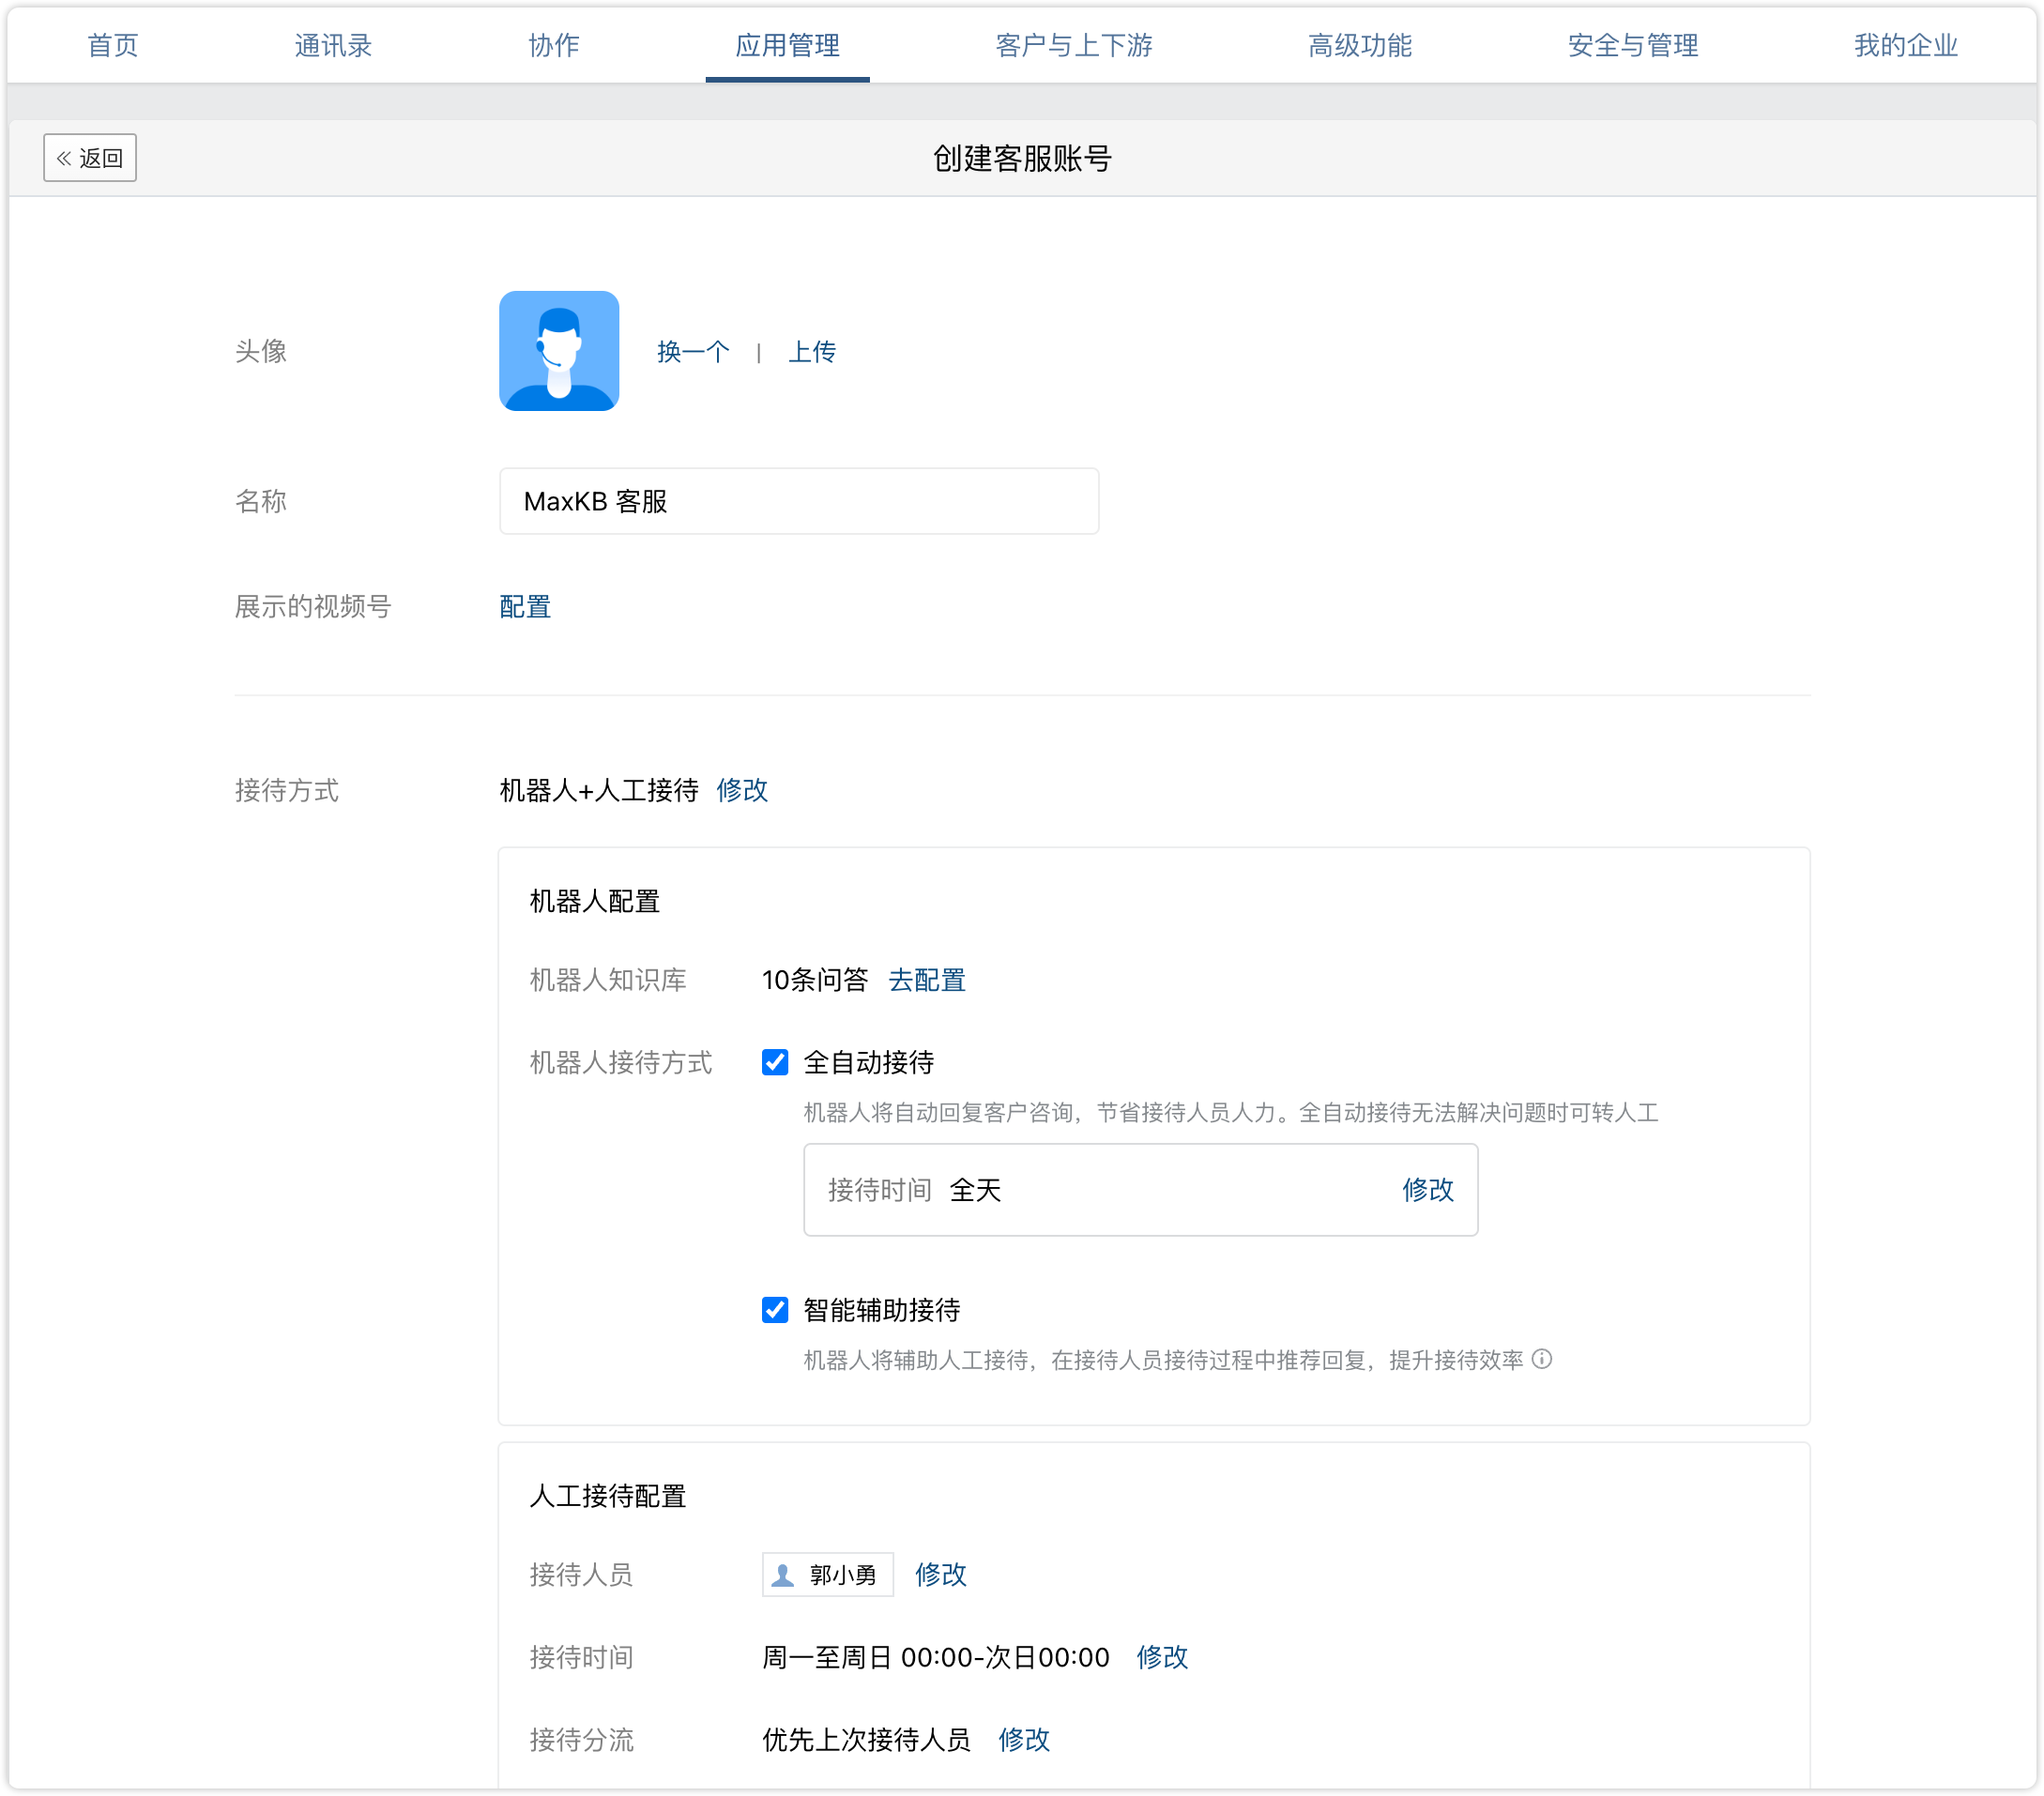 首页 通讯录 协作 应用管理 客户与上下游 高级功能 安全与管理 我的企业
返回 创建客服账号
头像 换一个 | 上传
名称 MaxKB 客服
展示的视频号 配置
接待方式 机器人+人工接待 修改
机器人配置
机器人知识库 10条问答 去配置
机器人接待方式 全自动接待
机器人将自动回复客户咨询，节省接待人员人力。全自动接待无法解决问题时可转人工
接待时间 全天 修改
智能辅助接待
机器人将辅助人工接待，在接待人员接待过程中推荐回复，提升接待效率
人工接待配置
接待人员 郭小勇 修改
接待时间 周一至周日 00:00-次日00:00 修改
接待分流 优先上次接待人员 修改